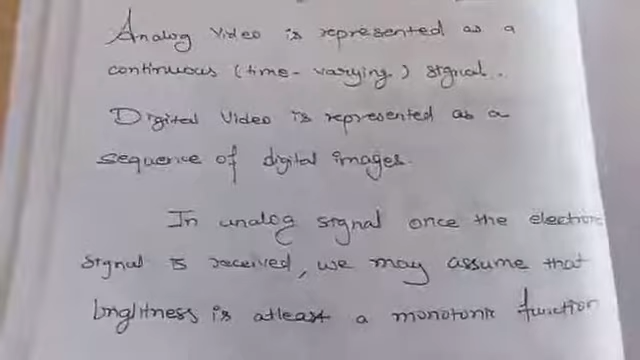 Analog video is represented as a
continuous (time-varying) signal.
Digital video is represented as a
sequence of digital images.
In analog signal once the electronic
signal is received, we may assume that
brightness is atleast a monotonic function